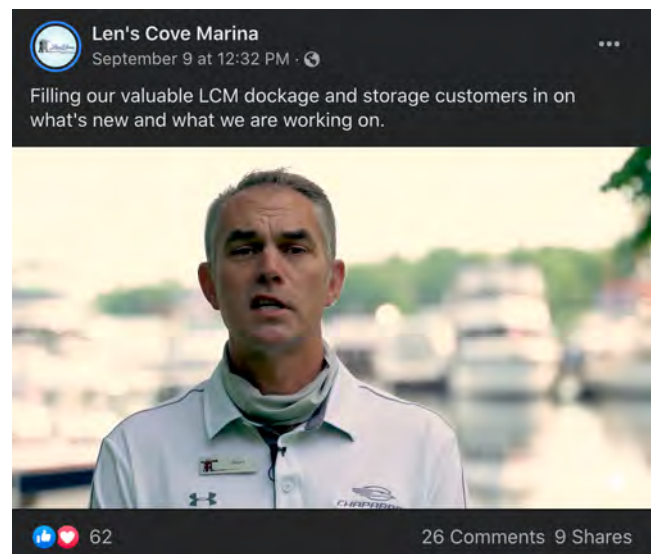 Len's Cove Marina
September 9 at 12:32 PM ·
Filling our valuable LCM dockage and storage customers in on
what's new and what we are working on.
CHAPARRAL
62
26 Comments 9 Shares